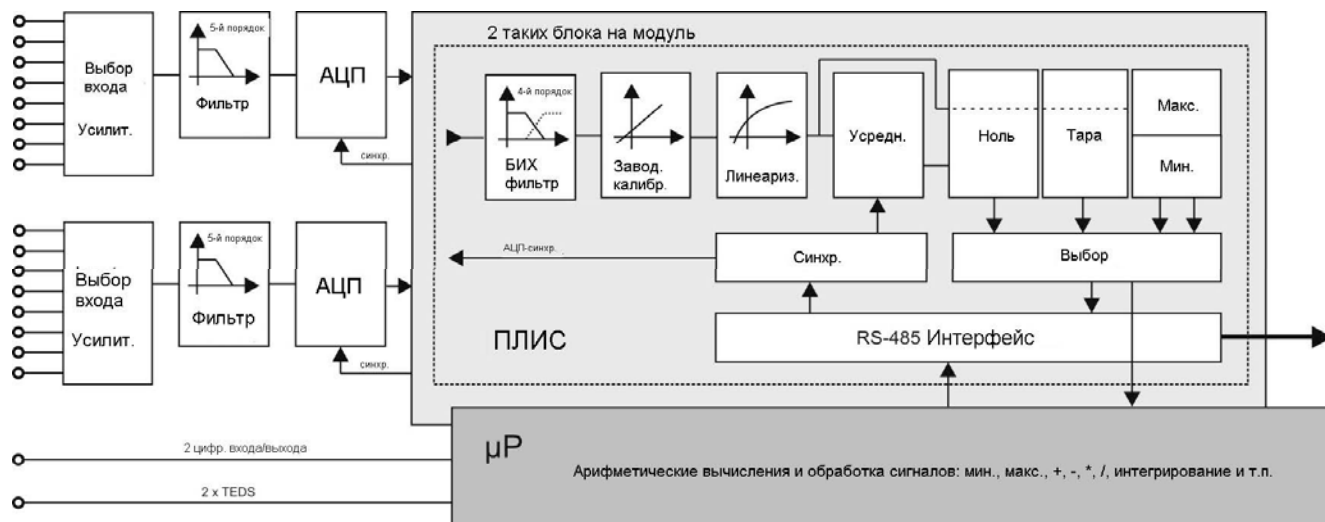 5-й порядок
Выбор
входа
Усилит.
Фильтр
АЦП
синхр.
2 таких блока на модуль
4-й порядок
БИХ
фильтр
Завод.
калибр.
Линеариз.
Усредн.
Ноль
Тара
Макс.
Мин.
5-й порядок
Выбор
входа
Усилит.
Фильтр
АЦП
синхр.
АЦП-синхр.
Синхр.
Выбор
ПЛИС
RS-485 Интерфейс
2 цифр. входа/выхода
2 x TEDS
µP
Арифметические вычисления и обработка сигналов: мин., макс., +, -, *, /, интегрирование и т.п.